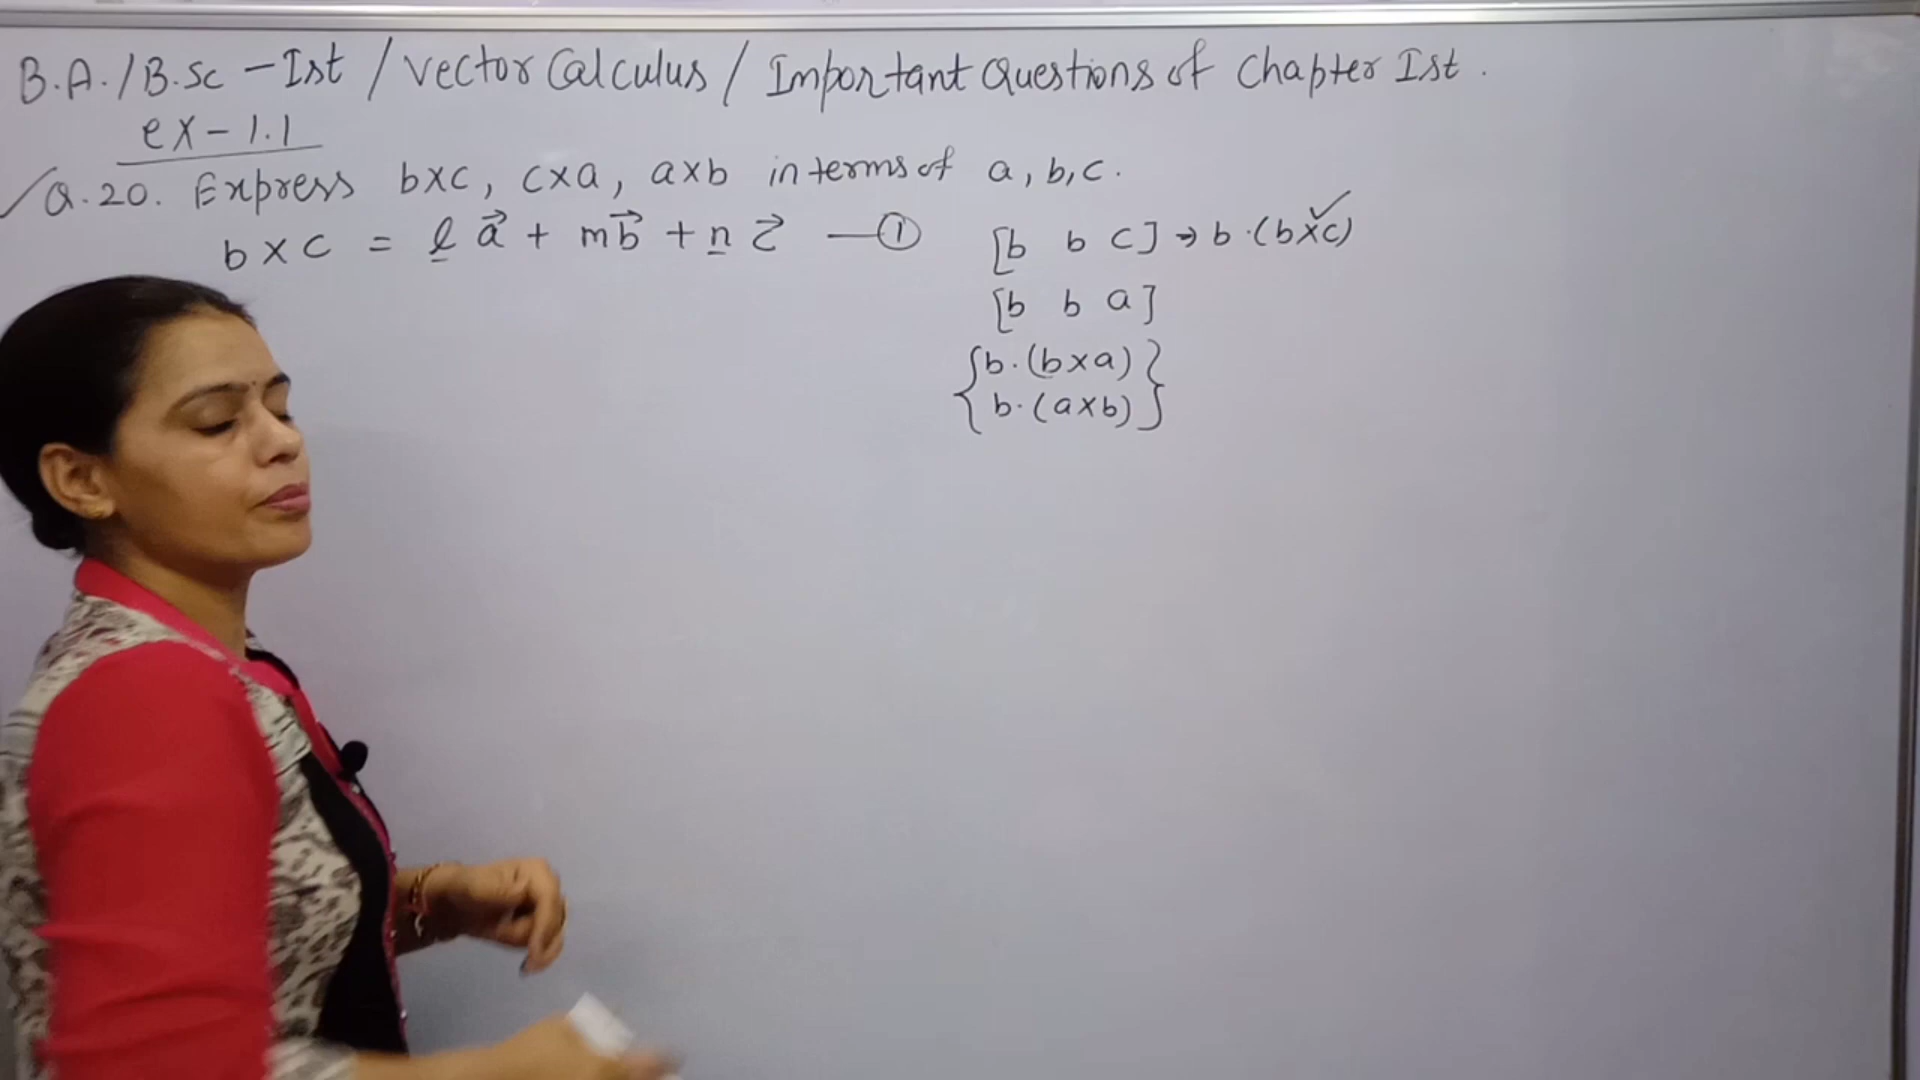 B.A./B.Sc - Ist / Vector Calculus / Important Questions of Chapter Ist.
ex - 1.1
Q.20. Express b×c, c×a, a×b in terms of a, b, c.
b × c = l a⃗ + m b⃗ + n c⃗ — ①
[b b c] → b·(b×c)
[b b a]
{b·(b×a)}
{b·(a×b)}